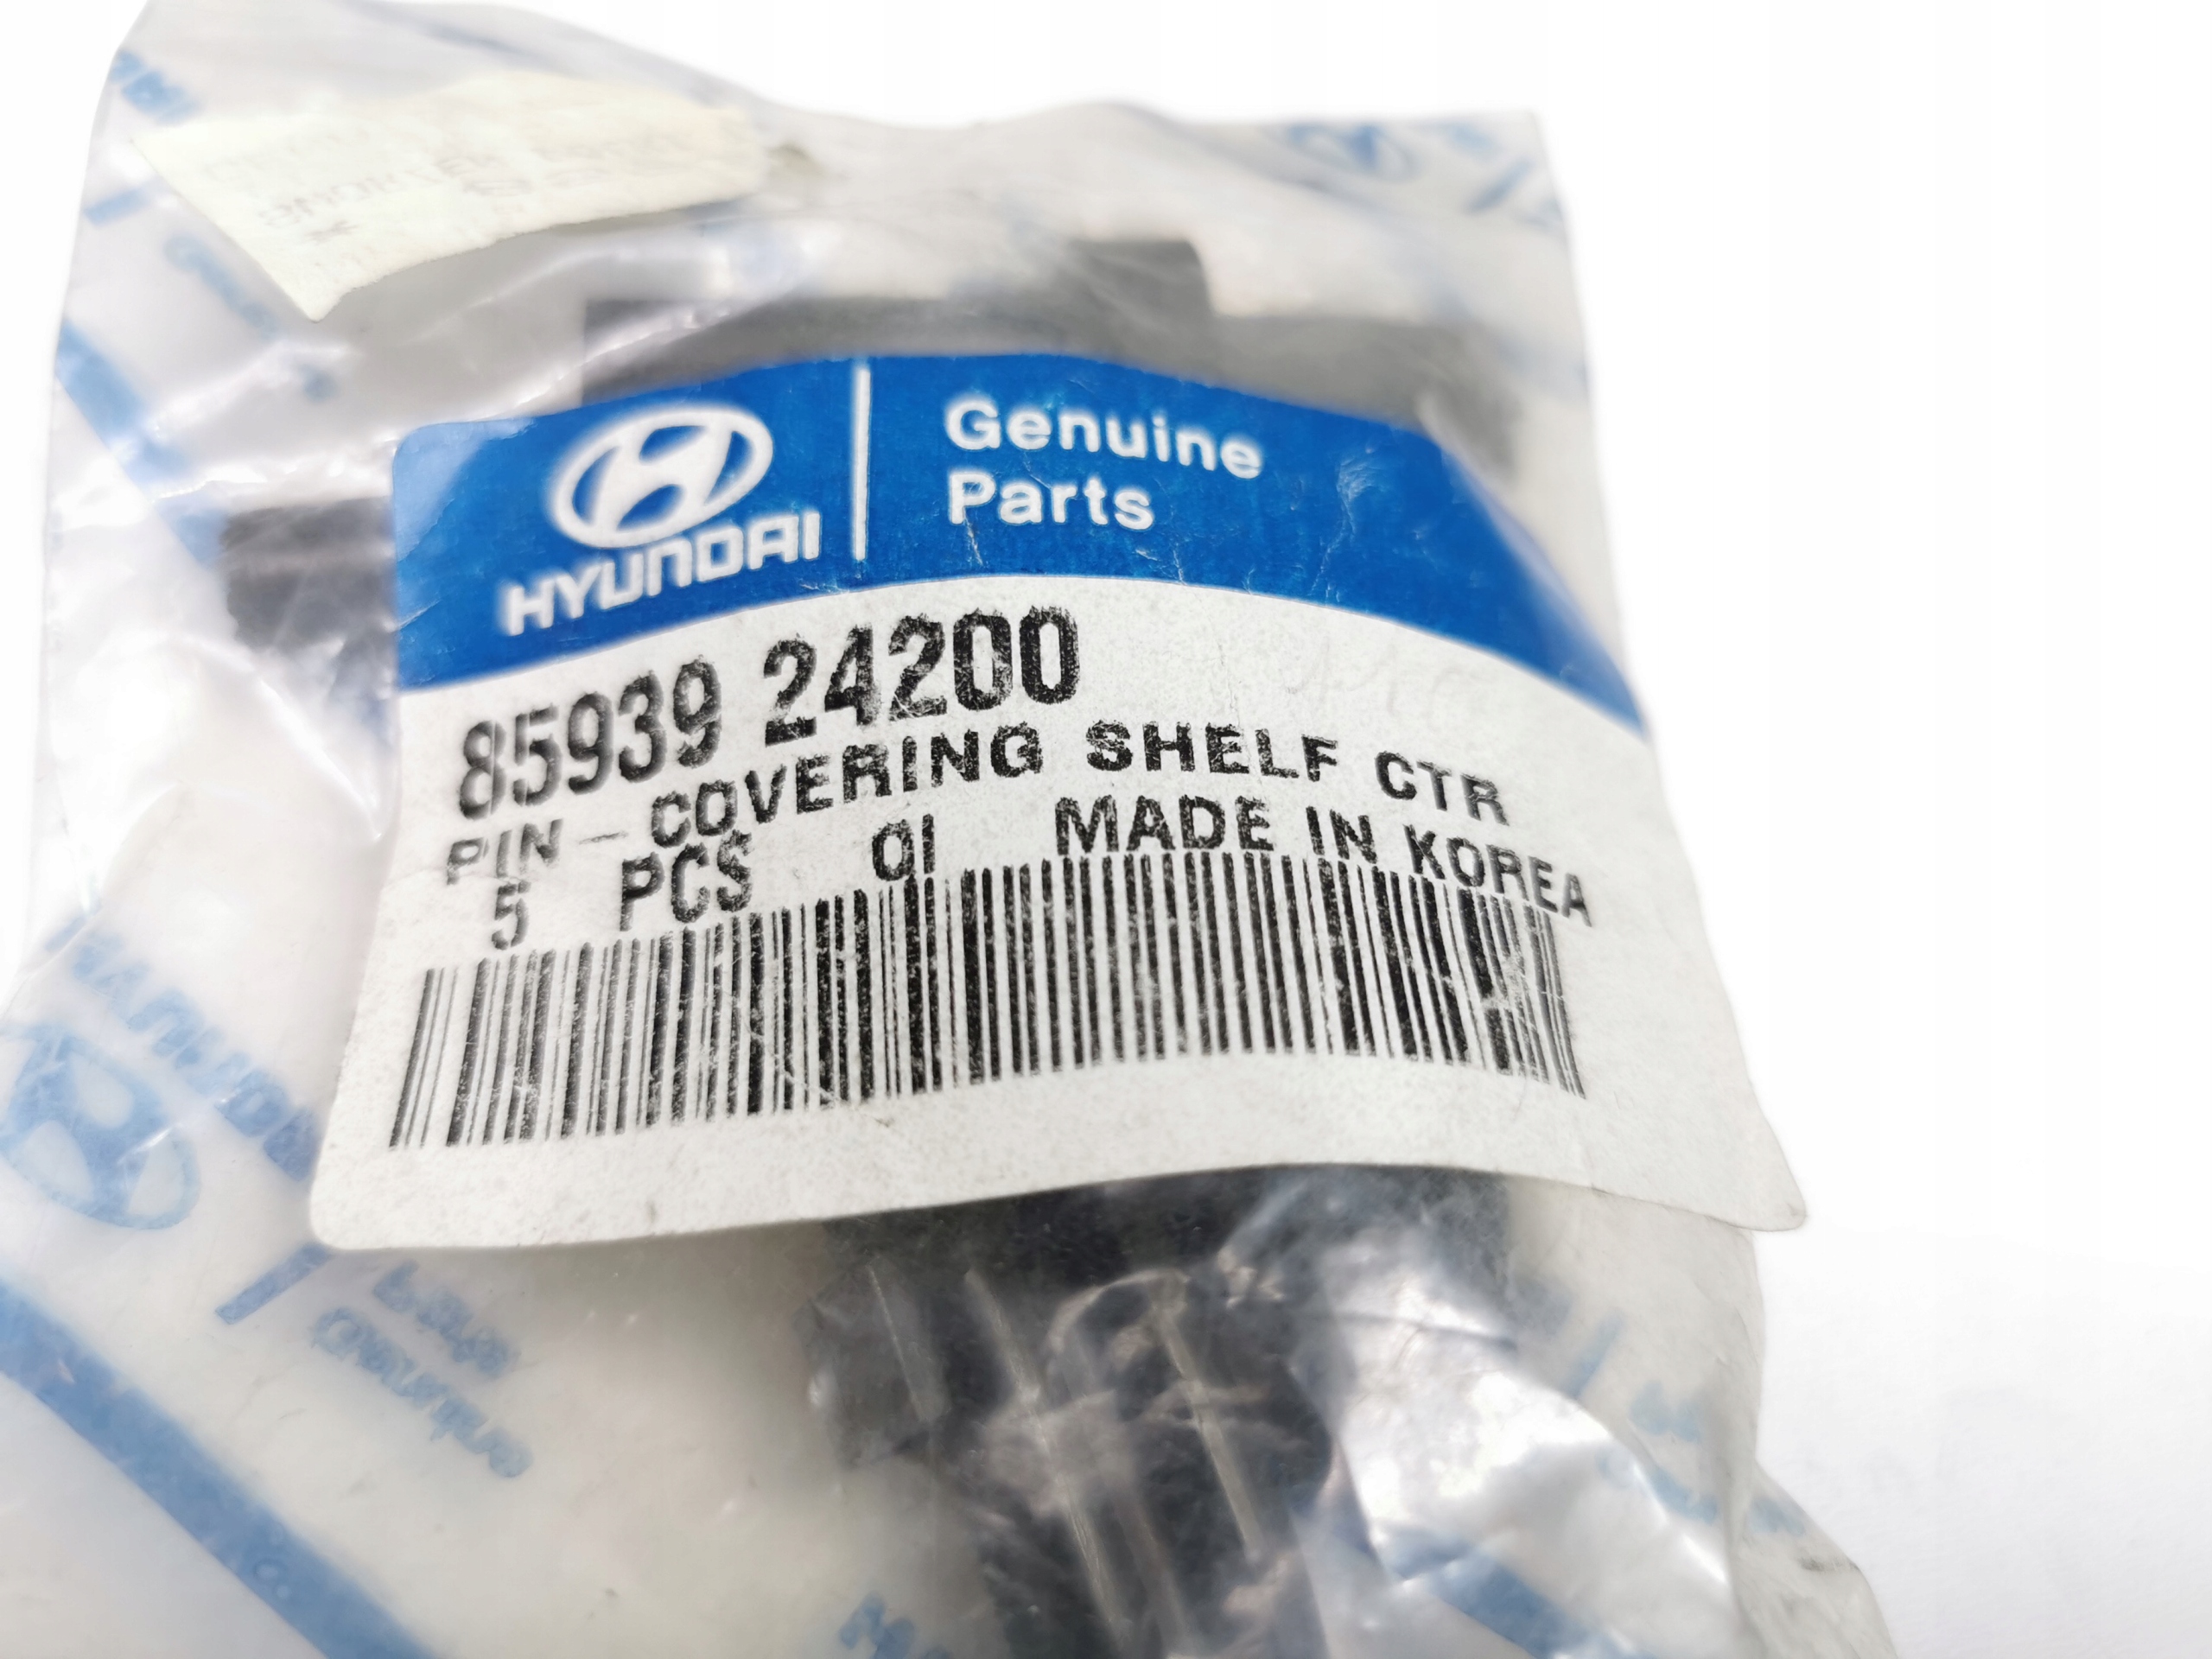 HYUNDAI
Genuine
Parts
85939 24200
PIN - COVERING SHELF CTR
5 PCS 01 MADE IN KOREA